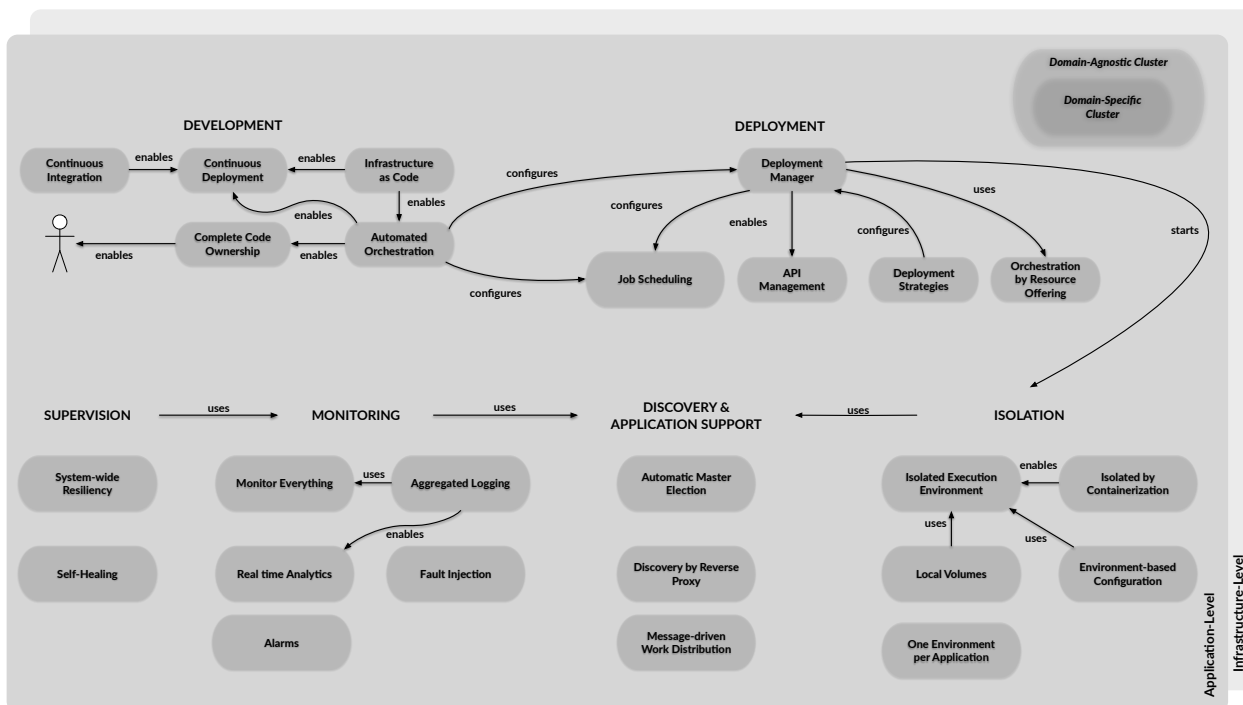 Domain-Agnostic Cluster
Domain-Specific
Cluster
DEVELOPMENT
DEPLOYMENT
Continuous
Integration
enables
Continuous
Deployment
enables
Infrastructure
as Code
enables
enables
Complete Code
Ownership
enables
Automated
Orchestration
enables
configures
configures
Deployment
Manager
configures
enables
configures
uses
starts
Job Scheduling
API
Management
Deployment
Strategies
Orchestration
by Resource
Offering
SUPERVISION
uses
MONITORING
uses
DISCOVERY &
APPLICATION SUPPORT
uses
ISOLATION
System-wide
Resiliency
Monitor Everything
uses
Aggregated Logging
Automatic Master
Election
Isolated Execution
Environment
enables
Isolated by
Containerization
enables
uses
uses
Self-Healing
Real time Analytics
Fault Injection
Discovery by Reverse
Proxy
Local Volumes
Environment-based
Configuration
Alarms
Message-driven
Work Distribution
One Environment
per Application
Application-Level
Infrastructure-Level